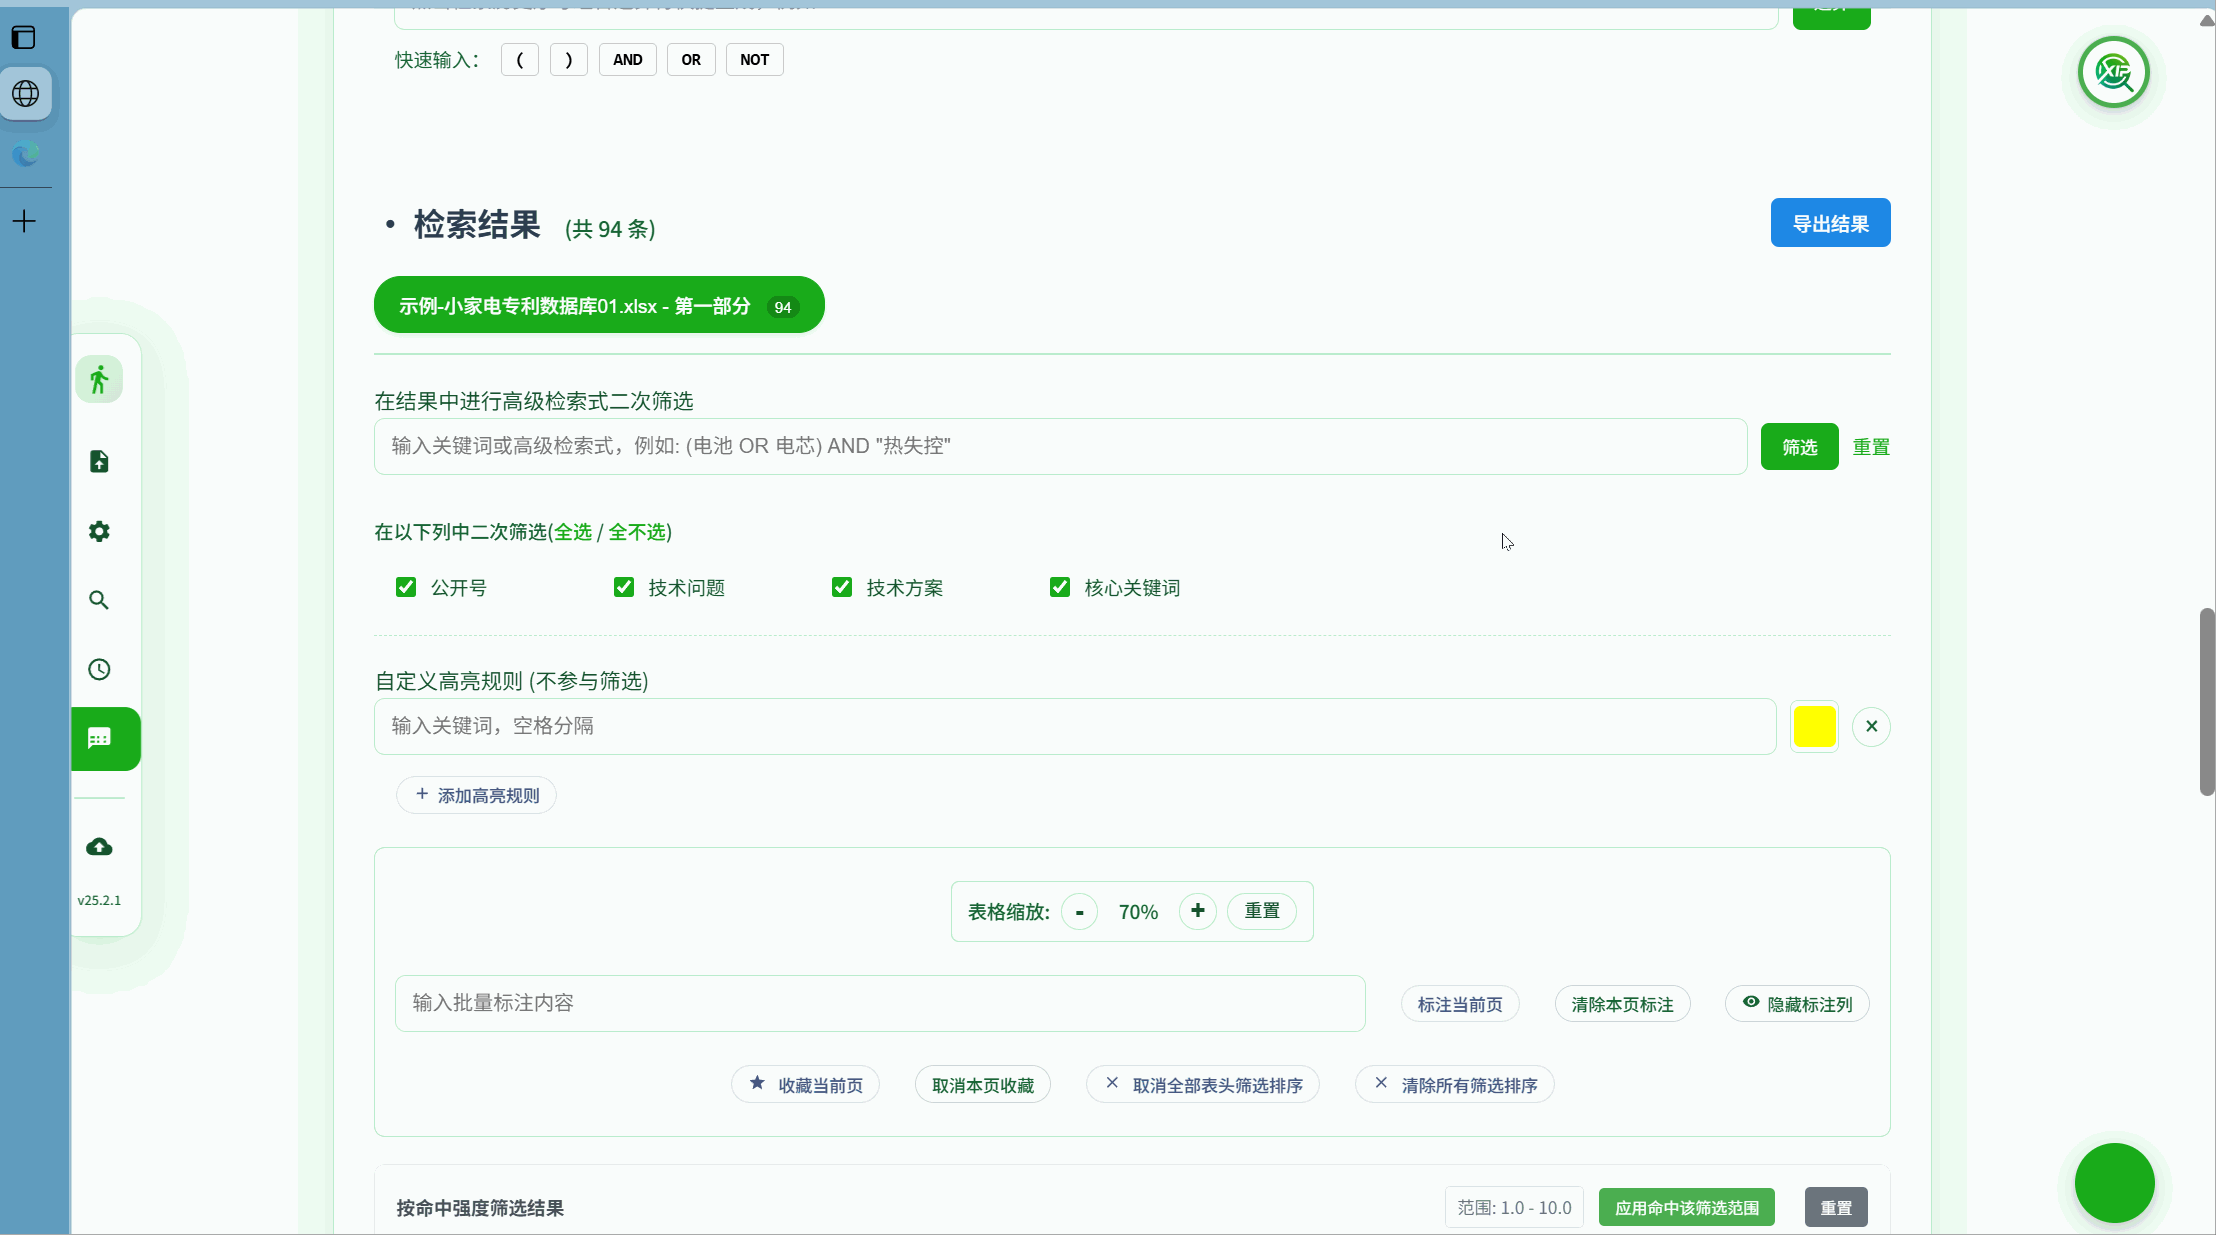 快速输入：
( ) AND OR NOT
XIP
• 检索结果 (共 94 条)
导出结果
示例-小家电专利数据库01.xlsx - 第一部分 94
在结果中进行高级检索式二次筛选
输入关键词或高级检索式，例如: (电池 OR 电芯) AND "热失控"
筛选 重置
在以下列中二次筛选(全选 / 全不选)
公开号 技术问题 技术方案 核心关键词
自定义高亮规则 (不参与筛选)
输入关键词，空格分隔
×
+ 添加高亮规则
v25.2.1
表格缩放: - 70% + 重置
输入批量标注内容
标注当前页 清除本页标注 隐藏标注列
★ 收藏当前页 取消本页收藏 × 取消全部表头筛选排序 × 清除所有筛选排序
按命中强度筛选结果
范围: 1.0 - 10.0 应用命中该筛选范围 重置